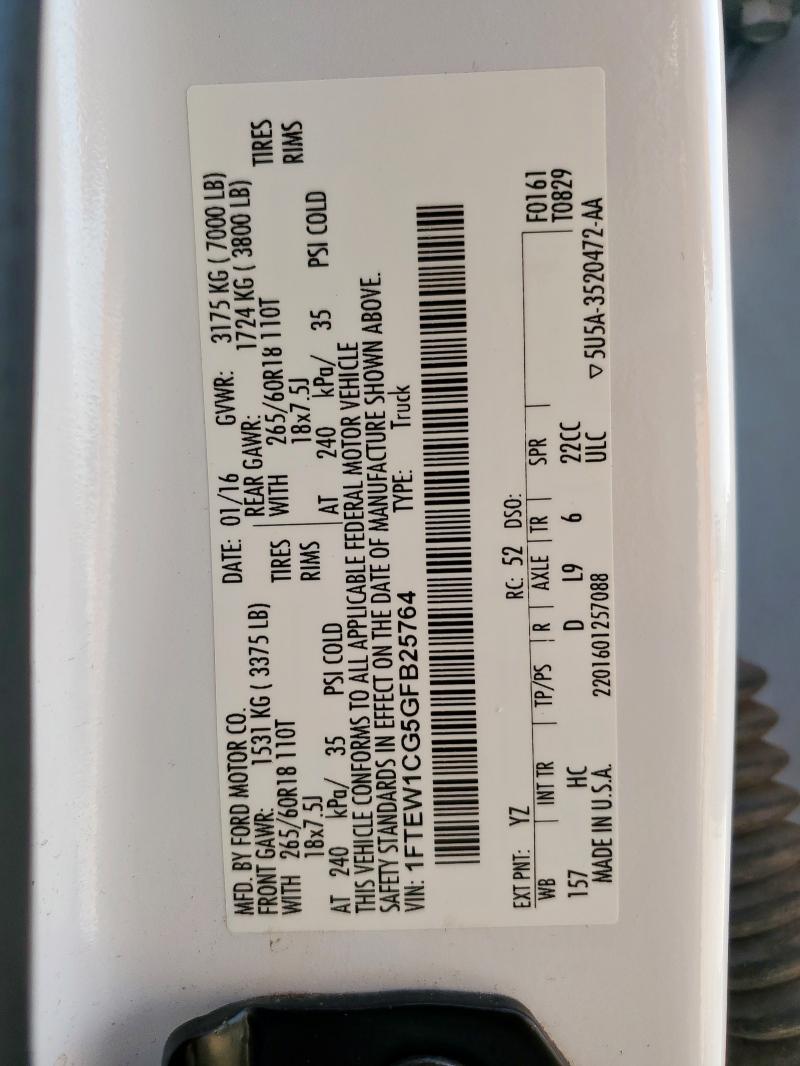 MFD. BY FORD MOTOR CO.
DATE: 01/16 GVWR: 3175 KG ( 7000 LB)
FRONT GAWR: 1531 KG ( 3375 LB) REAR GAWR: 1724 KG ( 3800 LB)
WITH 265/60R18 110T TIRES WITH 265/60R18 110T TIRES
18x7.5J RIMS 18x7.5J RIMS
AT 240 kPa/ 35 PSI COLD AT 240 kPa/ 35 PSI COLD
THIS VEHICLE CONFORMS TO ALL APPLICABLE FEDERAL MOTOR VEHICLE
SAFETY STANDARDS IN EFFECT ON THE DATE OF MANUFACTURE SHOWN ABOVE.
VIN: 1FTEW1CG5GFB25764 TYPE: Truck
EXT PNT: YZ RC: 52 DSO: F0161
WB INT TR TP/PS R AXLE TR SPR T0829
157 HC D L9 6 22CC
ULC
MADE IN U.S.A. 2201601257088 ▽5U5A-3520472-AA